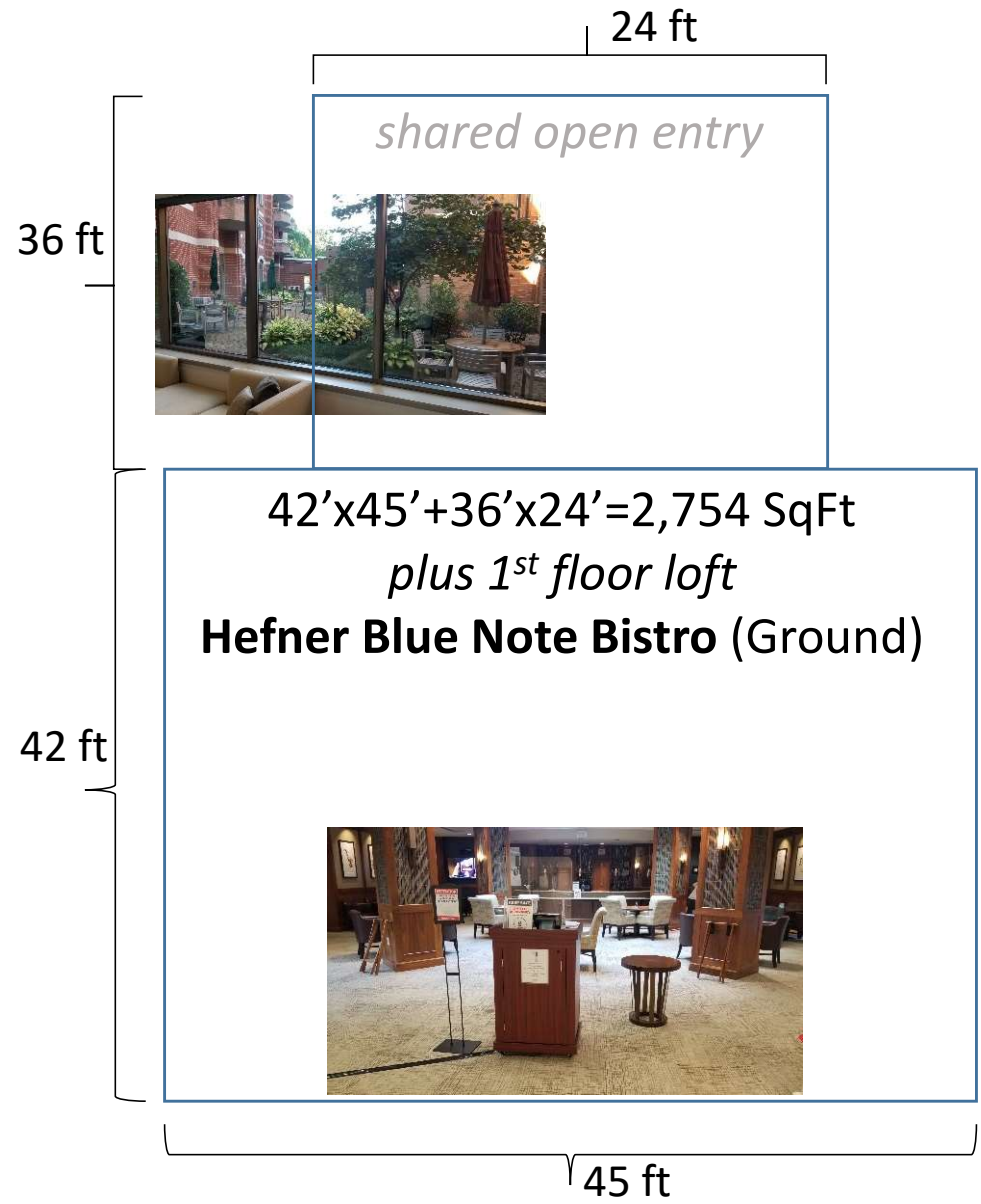 24 ft
shared open entry
36 ft
42’x45’+36’x24’=2,754 SqFt
plus 1st floor loft
Hefner Blue Note Bistro (Ground)
42 ft
45 ft